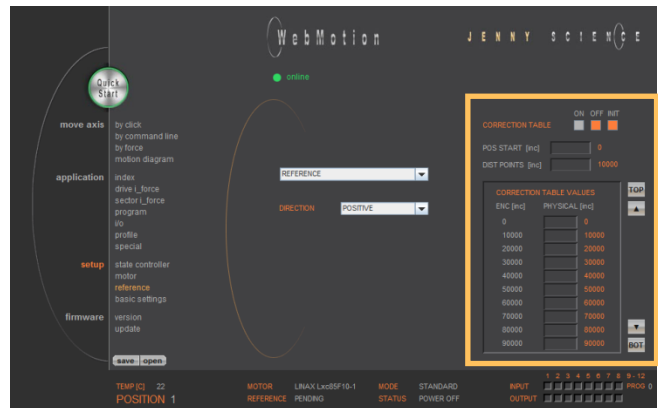 WebMotion
JENNY SCIENCE
online
Quick
Start
move axis
by click
by command line
by force
motion diagram
application
index
drive i_force
sector i_force
program
i/o
profile
special
setup
state controller
motor
reference
basic settings
firmware
version
update
save open
REFERENCE
DIRECTION POSITIVE
ON OFF INIT
CORRECTION TABLE
POS START [inc] 0
DIST POINTS [inc] 10000
CORRECTION TABLE VALUES
ENC [inc] PHYSICAL [inc]
0 0
10000 10000
20000 20000
30000 30000
40000 40000
50000 50000
60000 60000
70000 70000
80000 80000
90000 90000
TOP
BOT
TEMP [C] 22
POSITION 1
MOTOR LINAX Lxc85F10-1
REFERENCE PENDING
MODE STANDARD
STATUS POWER OFF
1 2 3 4 5 6 7 8 9-12
INPUT PROG 0
OUTPUT